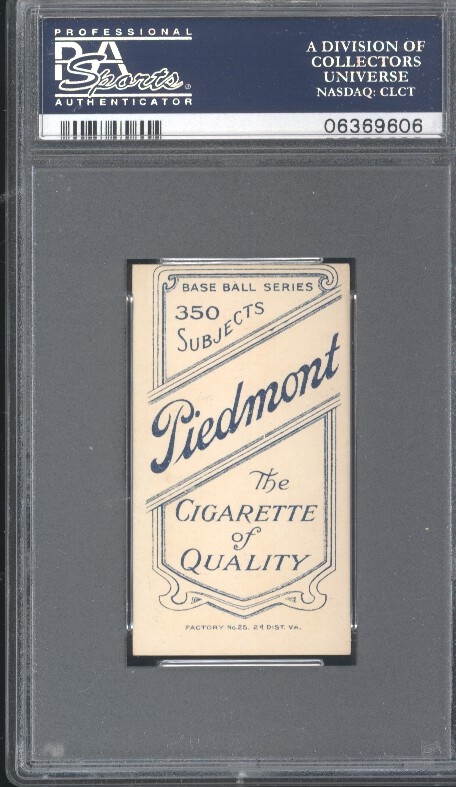 PROFESSIONAL
PSA
Sports
AUTHENTICATOR
A DIVISION OF
COLLECTORS
UNIVERSE
NASDAQ: CLCT
06369606
BASE BALL SERIES
350
SUBJECTS
Piedmont
The
CIGARETTE
of
QUALITY
FACTORY No. 25. 2d DIST. VA.